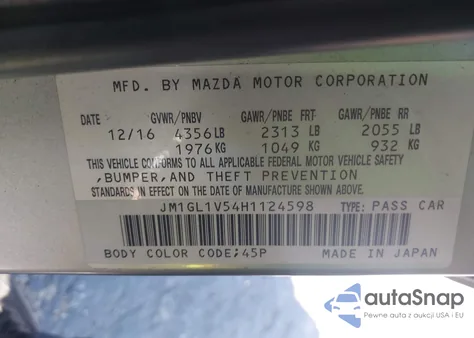 MFD. BY MAZDA MOTOR CORPORATION
DATE GVWR/PNBV GAWR/PNBE FRT GAWR/PNBE RR
12/16 4356LB 2313 LB 2055 LB
1976KG 1049 KG 932 KG
THIS VEHICLE CONFORMS TO ALL APPLICABLE FEDERAL MOTOR VEHICLE SAFETY
,BUMPER,AND THEFT PREVENTION
STANDARDS IN EFFECT ON THE DATE OF MANUFACTURE SHOWN ABOVE.
JM1GL1V54H1124598 TYPE: PASS CAR
BODY COLOR CODE:45P MADE IN JAPAN
autoSnap
Pewne auta z aukcji USA i EU